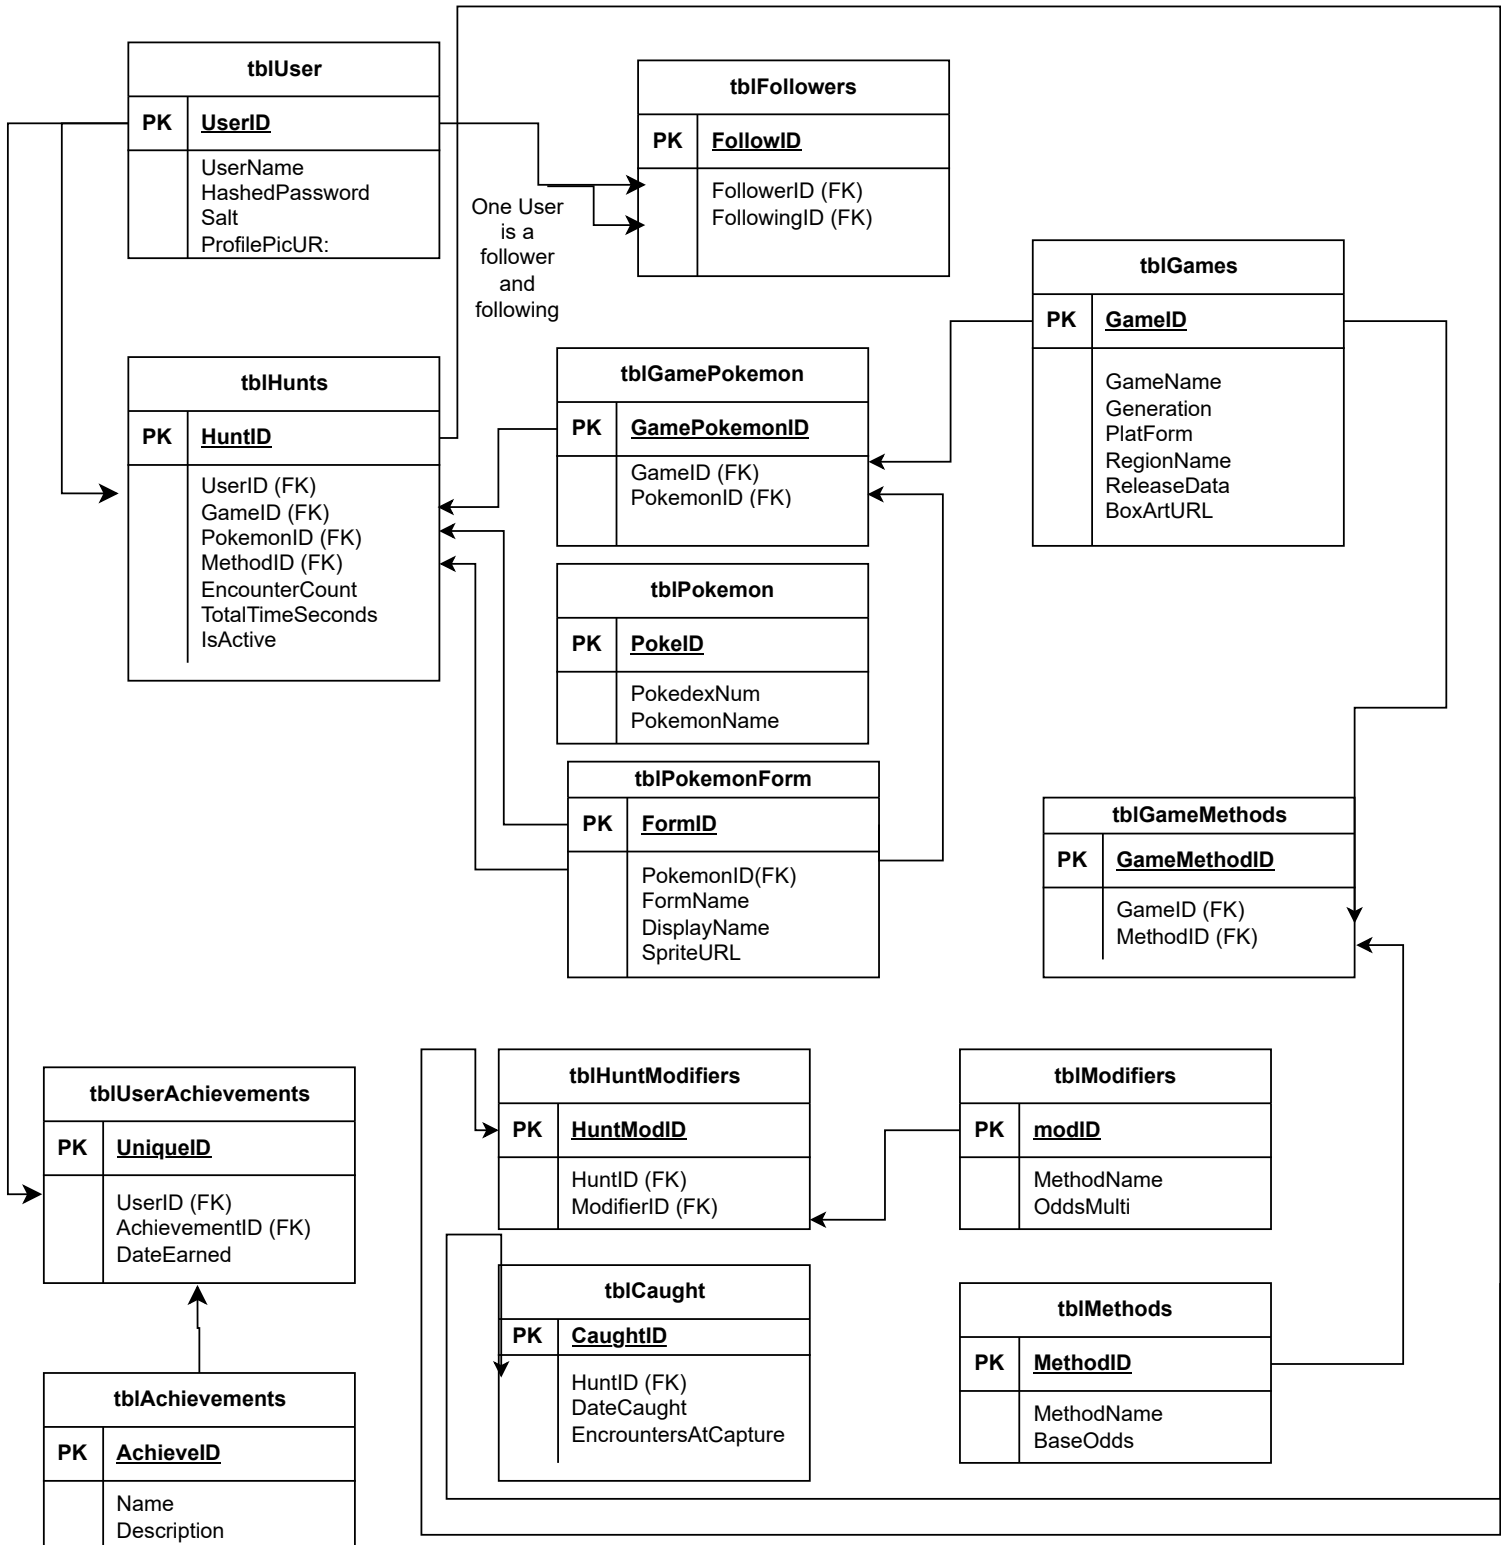 tblUser
PK UserID
UserName
HashedPassword
Salt
ProfilePicUR:
tblFollowers
PK FollowID
FollowerID (FK)
FollowingID (FK)
One User
is a
follower
and
following
tblGames
PK GameID
GameName
Generation
PlatForm
RegionName
ReleaseData
BoxArtURL
tblHunts
PK HuntID
UserID (FK)
GameID (FK)
PokemonID (FK)
MethodID (FK)
EncounterCount
TotalTimeSeconds
IsActive
tblGamePokemon
PK GamePokemonID
GameID (FK)
PokemonID (FK)
tblPokemon
PK PokeID
PokedexNum
PokemonName
tblPokemonForm
PK FormID
PokemonID(FK)
FormName
DisplayName
SpriteURL
tblGameMethods
PK GameMethodID
GameID (FK)
MethodID (FK)
tblUserAchievements
PK UniqueID
UserID (FK)
AchievementID (FK)
DateEarned
tblHuntModifiers
PK HuntModID
HuntID (FK)
ModifierID (FK)
tblModifiers
PK modID
MethodName
OddsMulti
tblCaught
PK CaughtID
HuntID (FK)
DateCaught
EncrountersAtCapture
tblMethods
PK MethodID
MethodName
BaseOdds
tblAchievements
PK AchieveID
Name
Description